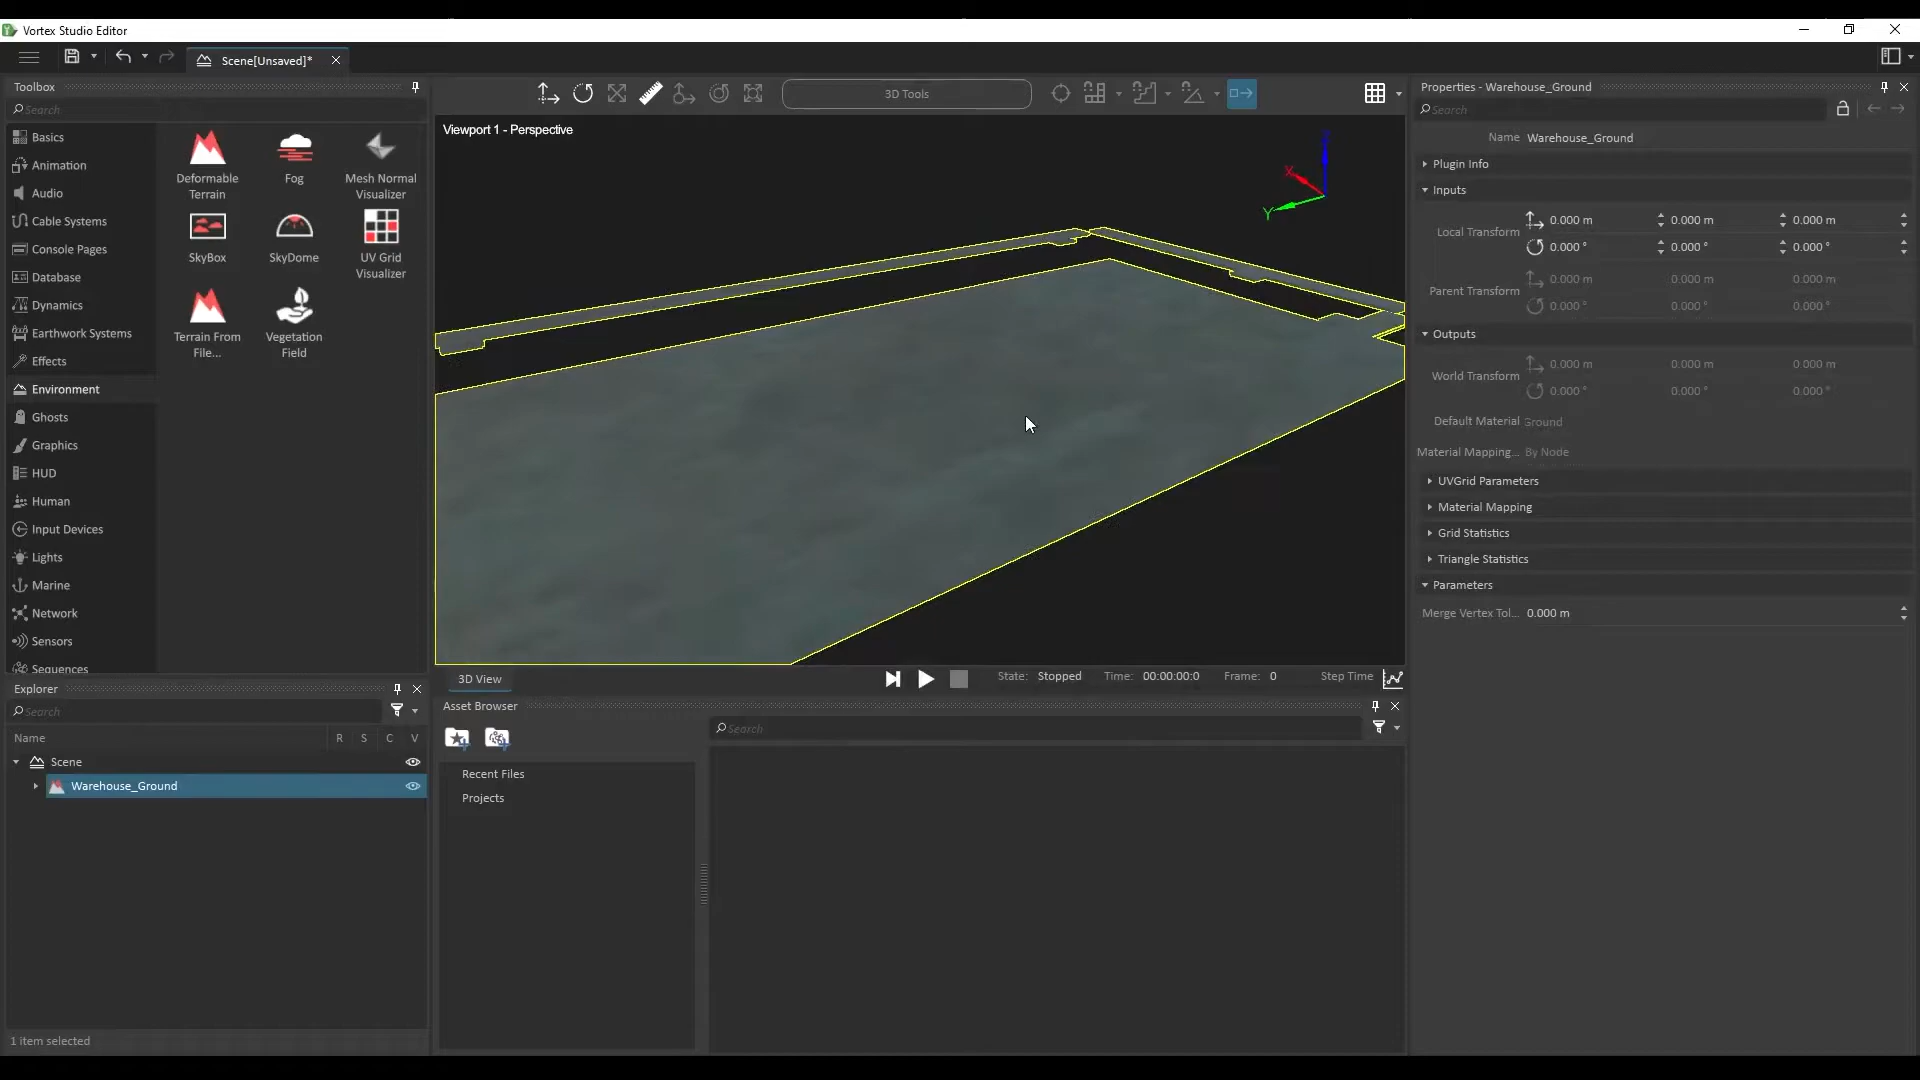 Vortex Studio Editor
Scene[Unsaved]*
Toolbox
Search
Basics
Animation
Audio
Cable Systems
Console Pages
Database
Dynamics
Earthwork Systems
Effects
Environment
Ghosts
Graphics
HUD
Human
Input Devices
Lights
Marine
Network
Sensors
Sequences
Deformable Terrain
Fog
Mesh Normal Visualizer
SkyBox
SkyDome
UV Grid Visualizer
Terrain From File...
Vegetation Field
3D Tools
Viewport 1 - Perspective
Z
X
Y
3D View
State: Stopped
Time: 00:00:00:0
Frame: 0
Step Time
Explorer
Search
Name R S C V
Scene
Warehouse_Ground
1 item selected
Asset Browser
Search
Recent Files
Projects
Properties - Warehouse_Ground
Search
Name Warehouse_Ground
Plugin Info
Inputs
Local Transform
0.000 m 0.000 m 0.000 m
0.000 ° 0.000 ° 0.000 °
Parent Transform
0.000 m 0.000 m 0.000 m
0.000 ° 0.000 ° 0.000 °
Outputs
World Transform
0.000 m 0.000 m 0.000 m
0.000 ° 0.000 ° 0.000 °
Default Material Ground
Material Mapping... By Node
UVGrid Parameters
Material Mapping
Grid Statistics
Triangle Statistics
Parameters
Merge Vertex Tol... 0.000 m